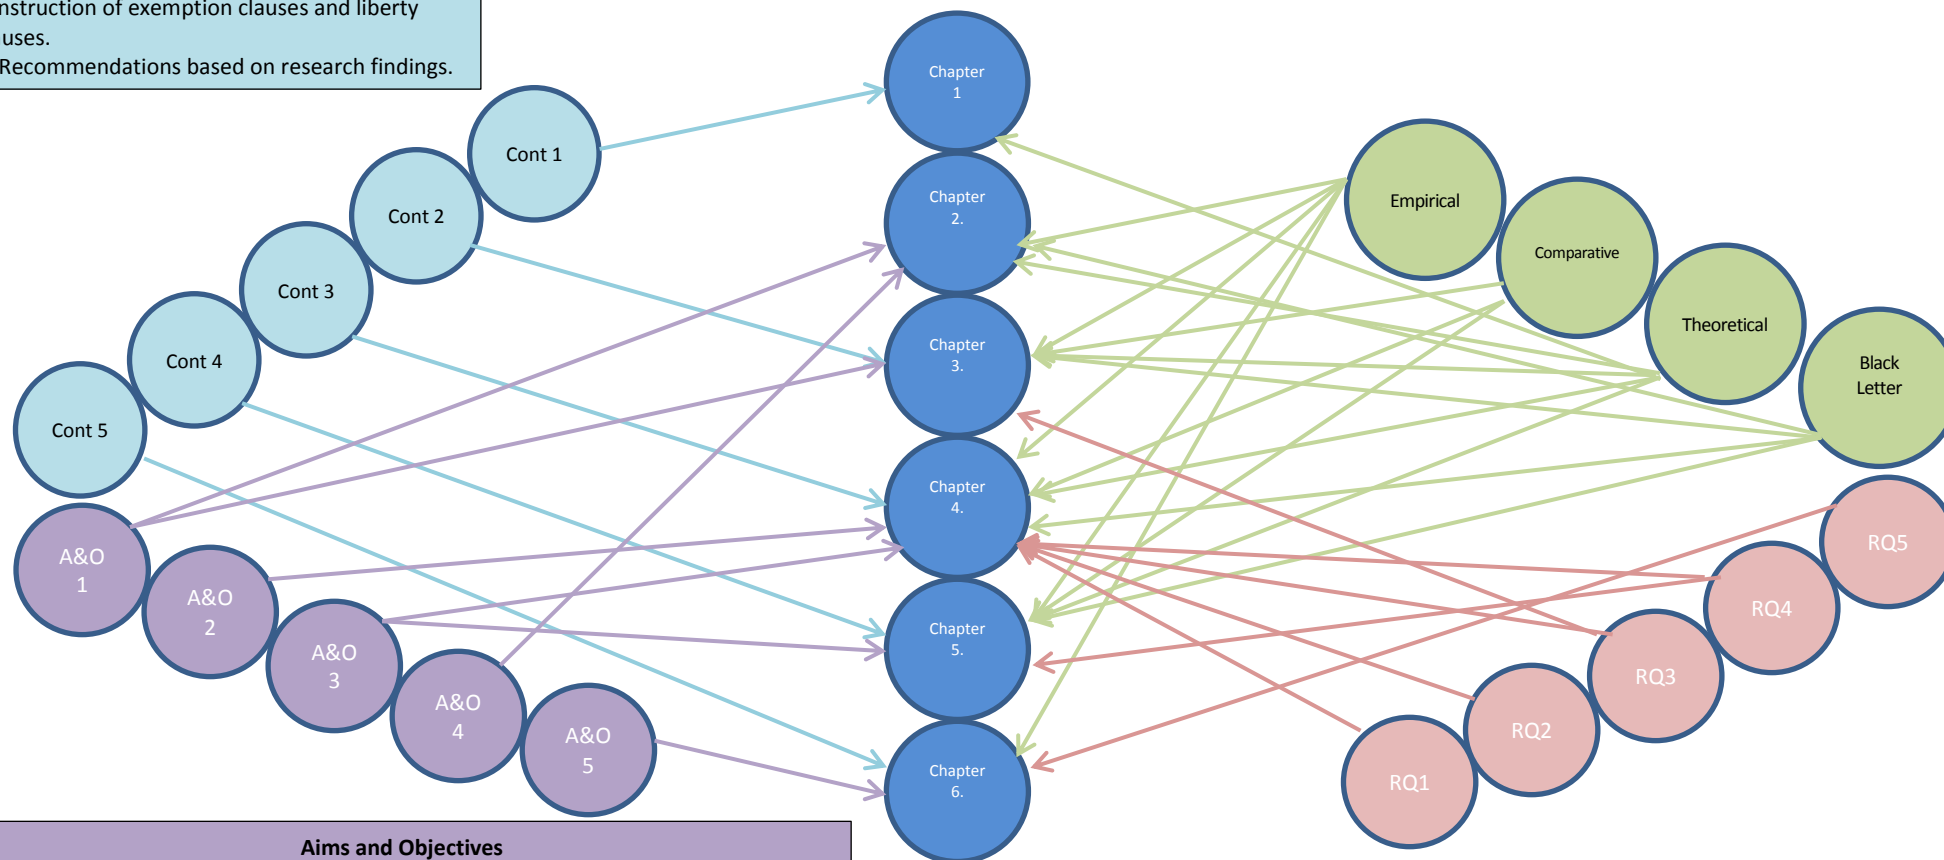 nstruction of exemption clauses and liberty
uses.
Recommendations based on research findings.
Cont 1
Cont 2
Cont 3
Cont 4
Cont 5
A&O
1
A&O
2
A&O
3
A&O
4
A&O
5
Aims and Objectives
Chapter
1
Chapter
2.
Chapter
3.
Chapter
4.
Chapter
5.
Chapter
6.
Empirical
Comparative
Theoretical
Black
Letter
RQ5
RQ4
RQ3
RQ2
RQ1